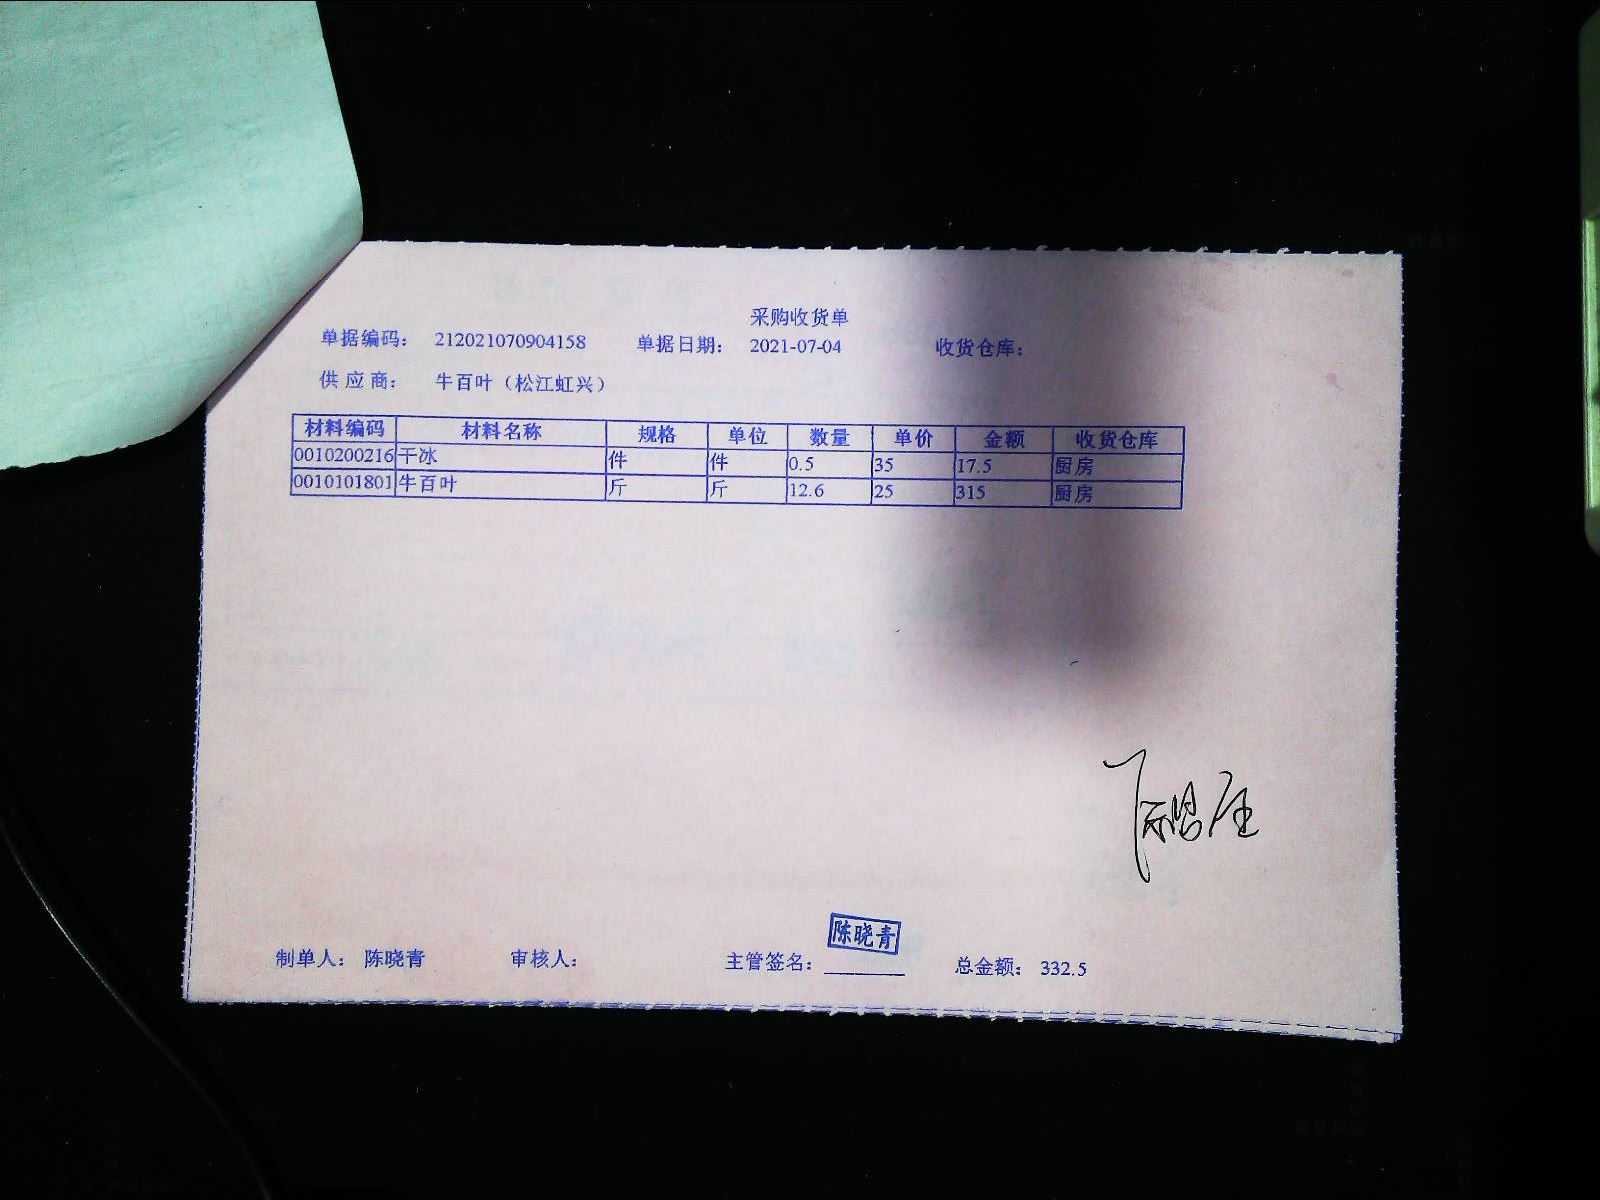 采购收货单
单据编码： 212021070904158 单据日期： 2021-07-04 收货仓库：
供应商： 牛百叶（松江虹兴）
材料编码 材料名称 规格 单位 数量 单价 金额 收货仓库
0010200216 干冰 件 件 0.5 35 17.5 厨房
0010101801 牛百叶 斤 斤 12.6 25 315 厨房
陈晓青
制单人： 陈晓青 审核人： 主管签名： 总金额： 332.5